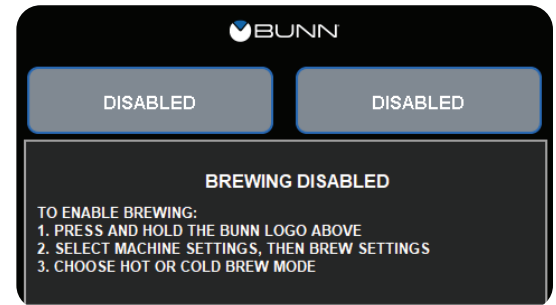 BUNN
DISABLED DISABLED
BREWING DISABLED
TO ENABLE BREWING:
1. PRESS AND HOLD THE BUNN LOGO ABOVE
2. SELECT MACHINE SETTINGS, THEN BREW SETTINGS
3. CHOOSE HOT OR COLD BREW MODE